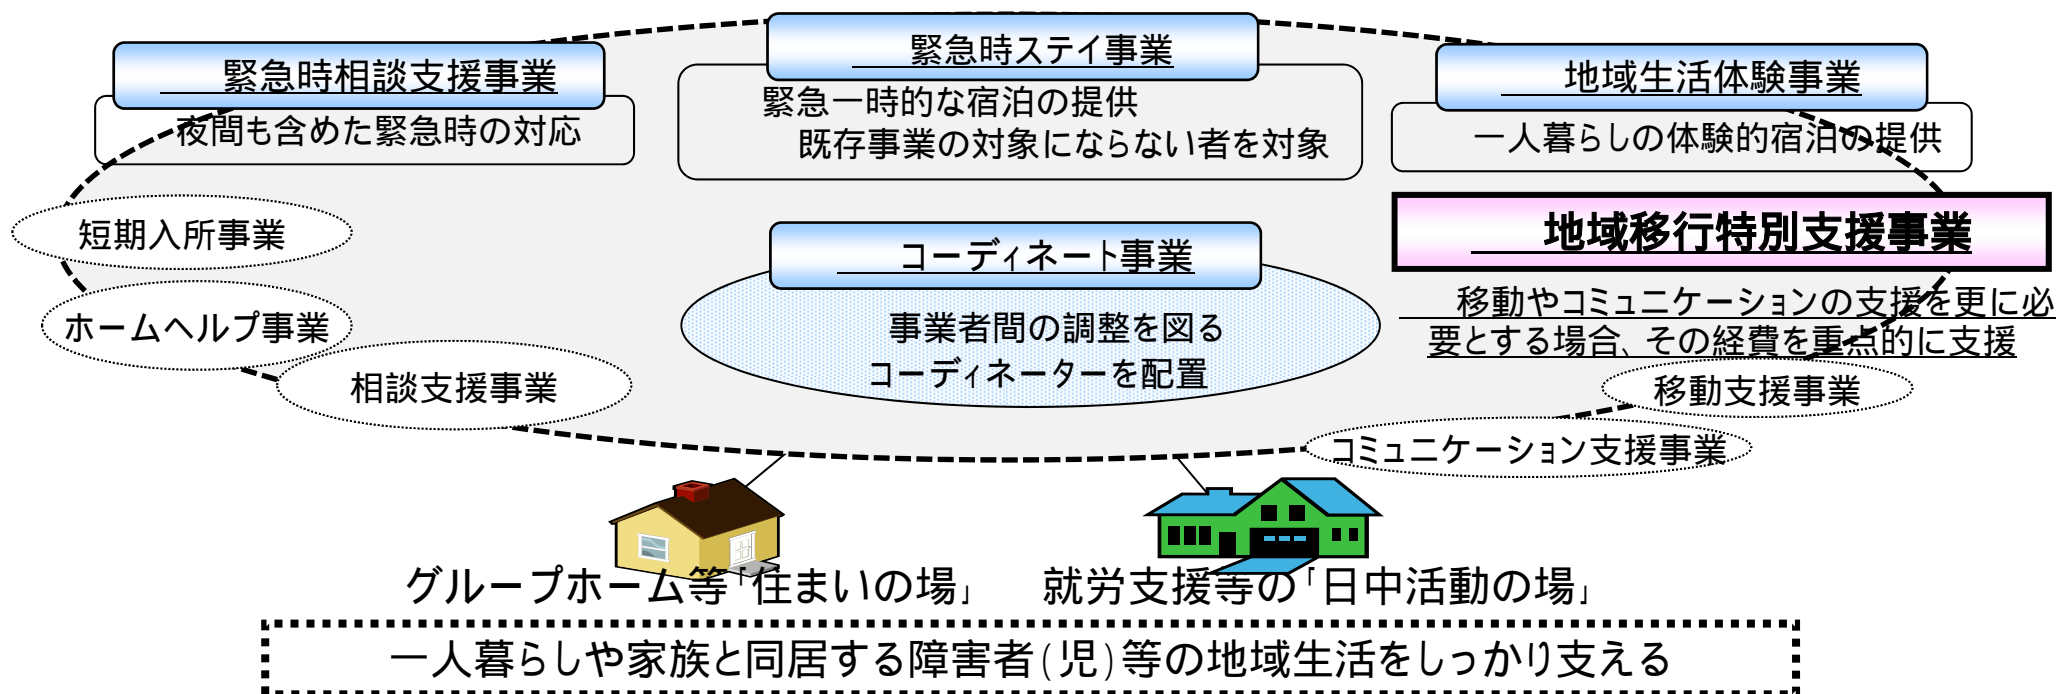 緊急時相談支援事業
夜間も含めた緊急時の対応
緊急時ステイ事業
緊急一時的な宿泊の提供
既存事業の対象にならない者を対象
地域生活体験事業
一人暮らしの体験的宿泊の提供
短期入所事業
ホームヘルプ事業
相談支援事業
コーディネート事業
事業者間の調整を図る
コーディネーターを配置
地域移行特別支援事業
移動やコミュニケーションの支援を更に必
要とする場合、その経費を重点的に支援
移動支援事業
コミュニケーション支援事業
グループホーム等「住まいの場」
就労支援等の「日中活動の場」
一人暮らしや家族と同居する障害者(児)等の地域生活をしっかり支える